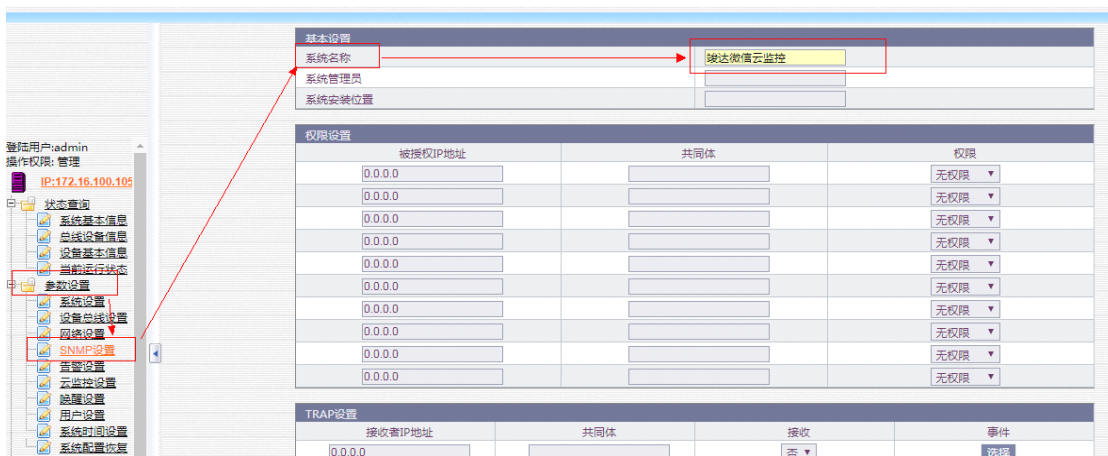 登陆用户:admin
操作权限: 管理
IP:172.16.100.105
状态查询
系统基本信息
总线设备信息
设备基本信息
当前运行状态
参数设置
系统设置
设备总线设置
网络设置
SNMP设置
告警设置
云监控设置
唤醒设置
用户设置
系统时间设置
系统配置恢复
基本设置
系统名称 竣达微信云监控
系统管理员
系统安装位置
权限设置
被授权IP地址 共同体 权限
0.0.0.0 无权限
0.0.0.0 无权限
0.0.0.0 无权限
0.0.0.0 无权限
0.0.0.0 无权限
0.0.0.0 无权限
0.0.0.0 无权限
0.0.0.0 无权限
0.0.0.0 无权限
0.0.0.0 无权限
TRAP设置
接收者IP地址 共同体 接收 事件
0.0.0.0 否 选择